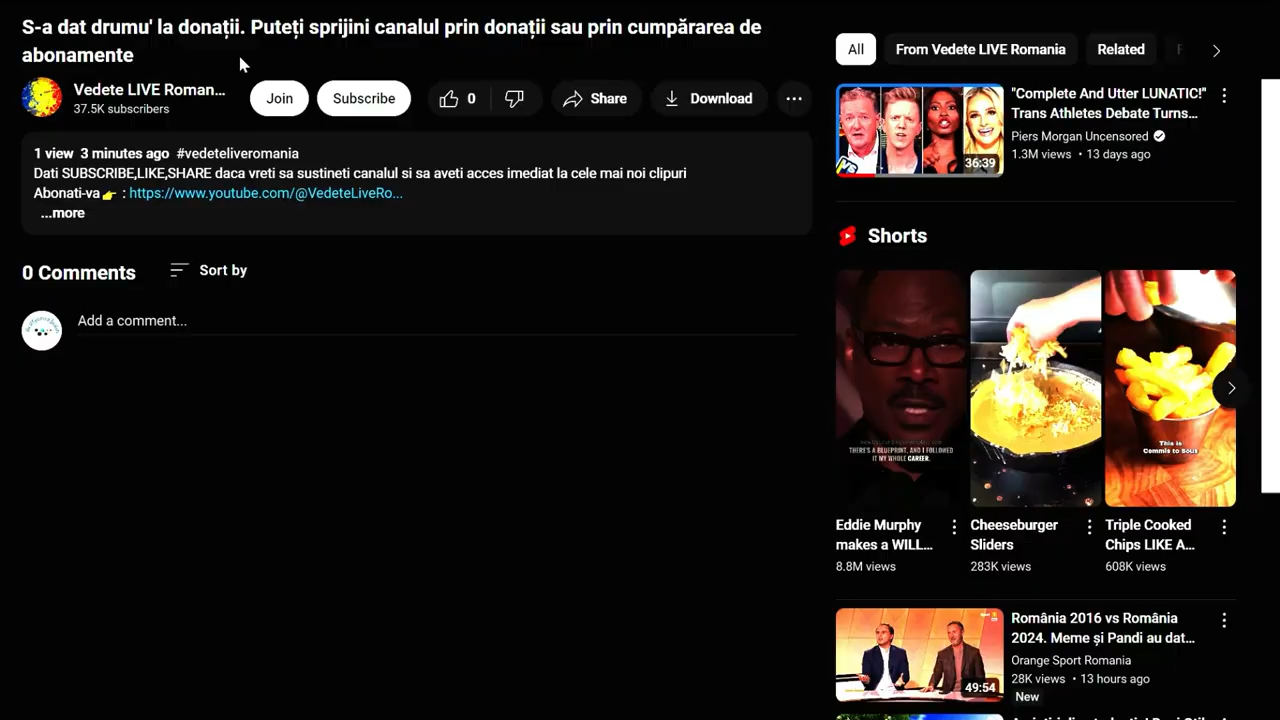 S-a dat drumu' la donații. Puteți sprijini canalul prin donații sau prin cumpărarea de
abonamente
Vedete LIVE Roman...
37.5K subscribers
Join
Subscribe
0
Share
Download
1 view 3 minutes ago #vedeteliveromania
Dati SUBSCRIBE,LIKE,SHARE daca vreti sa sustineti canalul si sa aveti acces imediat la cele mai noi clipuri
Abonati-va 👉 : https://www.youtube.com/@VedeteLiveRo...
...more
0 Comments
Sort by
Add a comment...
All
From Vedete LIVE Romania
Related
"Complete And Utter LUNATIC!"
Trans Athletes Debate Turns...
Piers Morgan Uncensored
1.3M views • 13 days ago
VS
36:39
Shorts
THERE'S A BLUEPRINT, AND I FOLLOWED
IT MY WHOLE CAREER.
This is
Commis to Sous
Eddie Murphy
makes a WILL...
8.8M views
Cheeseburger
Sliders
283K views
Triple Cooked
Chips LIKE A...
608K views
49:54
România 2016 vs România
2024. Meme și Pandi au dat...
Orange Sport Romania
28K views • 13 hours ago
New